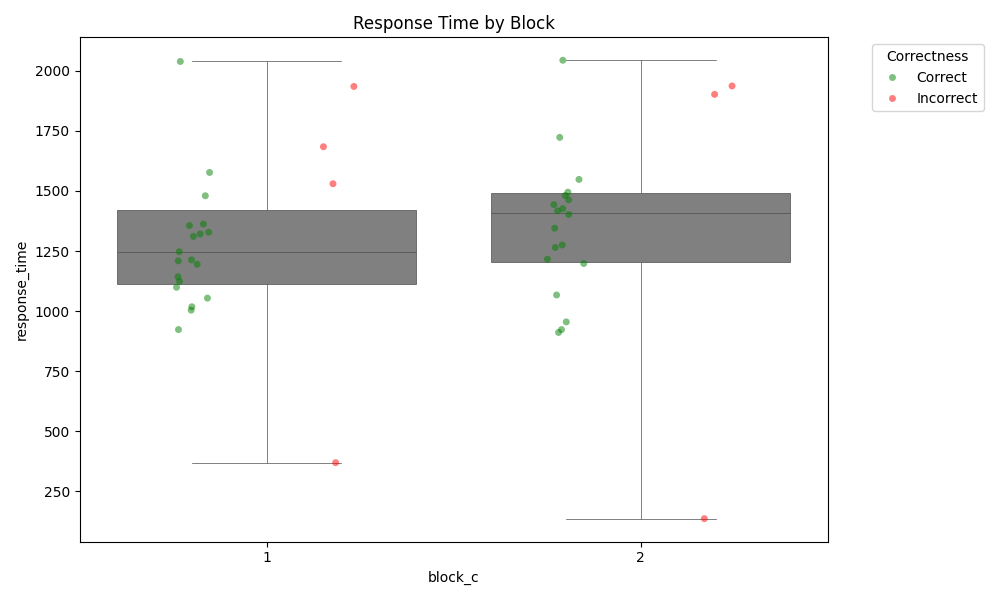 Response Time by Block
Correctness
Correct
Incorrect
response_time
2000
1750
1500
1250
1000
750
500
250
1
2
block_c